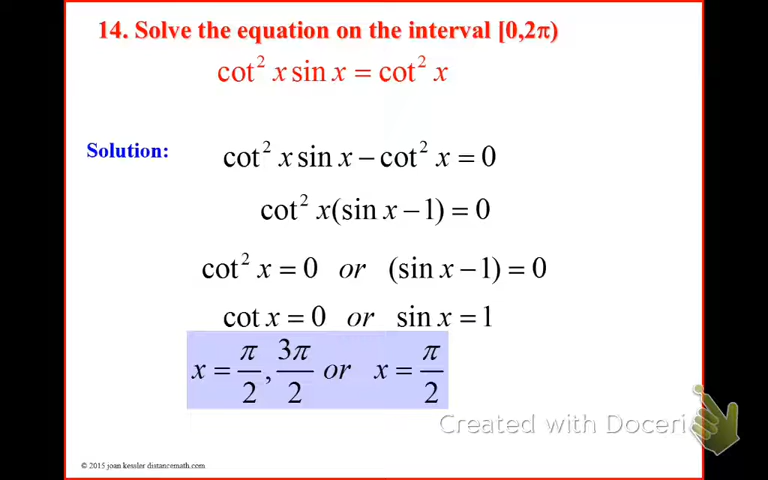 14. Solve the equation on the interval [0,2π)
cot² x sin x = cot² x
Solution:
cot² x sin x − cot² x = 0
cot² x(sin x − 1) = 0
cot² x = 0 or (sin x − 1) = 0
cot x = 0 or sin x = 1
x = π/2, 3π/2 or x = π/2
Created with Doceri
© 2015 joan kessler distancemath.com